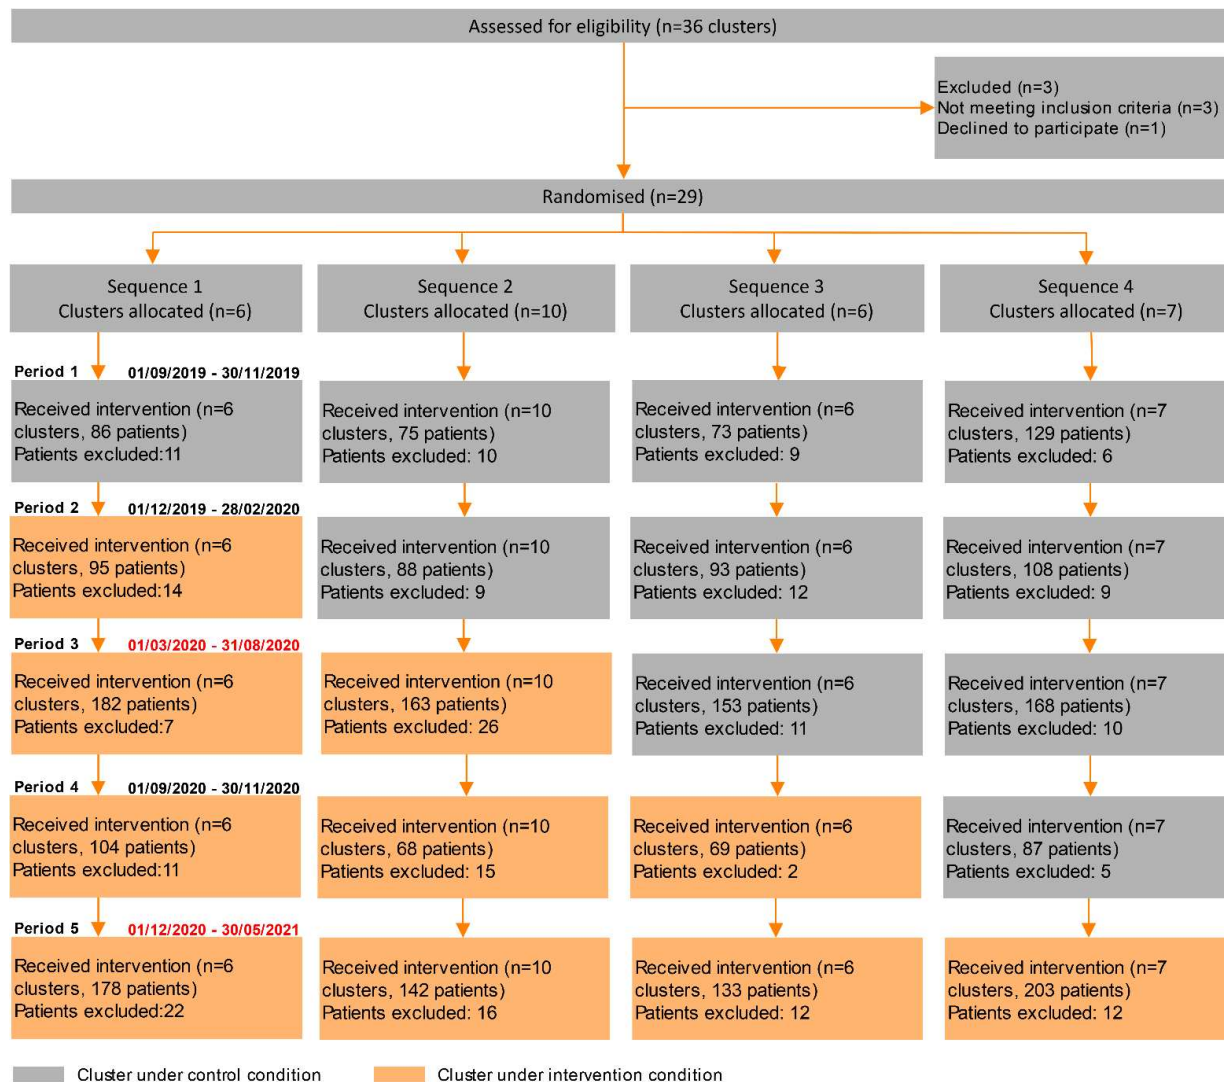 Assessed for eligibility (n=36 clusters)
Excluded (n=3)
Not meeting inclusion criteria (n=3)
Declined to participate (n=1)
Randomised (n=29)
Sequence 1
Clusters allocated (n=6)
Sequence 2
Clusters allocated (n=10)
Sequence 3
Clusters allocated (n=6)
Sequence 4
Clusters allocated (n=7)
Period 1 01/09/2019 - 30/11/2019
Received intervention (n=6
clusters, 86 patients)
Patients excluded:11
Received intervention (n=10
clusters, 75 patients)
Patients excluded: 10
Received intervention (n=6
clusters, 73 patients)
Patients excluded: 9
Received intervention (n=7
clusters, 129 patients)
Patients excluded: 6
Period 2 01/12/2019 - 28/02/2020
Received intervention (n=6
clusters, 95 patients)
Patients excluded:14
Received intervention (n=10
clusters, 88 patients)
Patients excluded: 9
Received intervention (n=6
clusters, 93 patients)
Patients excluded: 12
Received intervention (n=7
clusters, 108 patients)
Patients excluded: 9
Period 3 01/03/2020 - 31/08/2020
Received intervention (n=6
clusters, 182 patients)
Patients excluded:7
Received intervention (n=10
clusters, 163 patients)
Patients excluded: 26
Received intervention (n=6
clusters, 153 patients)
Patients excluded: 11
Received intervention (n=7
clusters, 168 patients)
Patients excluded: 10
Period 4 01/09/2020 - 30/11/2020
Received intervention (n=6
clusters, 104 patients)
Patients excluded:11
Received intervention (n=10
clusters, 68 patients)
Patients excluded: 15
Received intervention (n=6
clusters, 69 patients)
Patients excluded: 2
Received intervention (n=7
clusters, 87 patients)
Patients excluded: 5
Period 5 01/12/2020 - 30/05/2021
Received intervention (n=6
clusters, 178 patients)
Patients excluded:22
Received intervention (n=10
clusters, 142 patients)
Patients excluded: 16
Received intervention (n=6
clusters, 133 patients)
Patients excluded: 12
Received intervention (n=7
clusters, 203 patients)
Patients excluded: 12
Cluster under control condition
Cluster under intervention condition